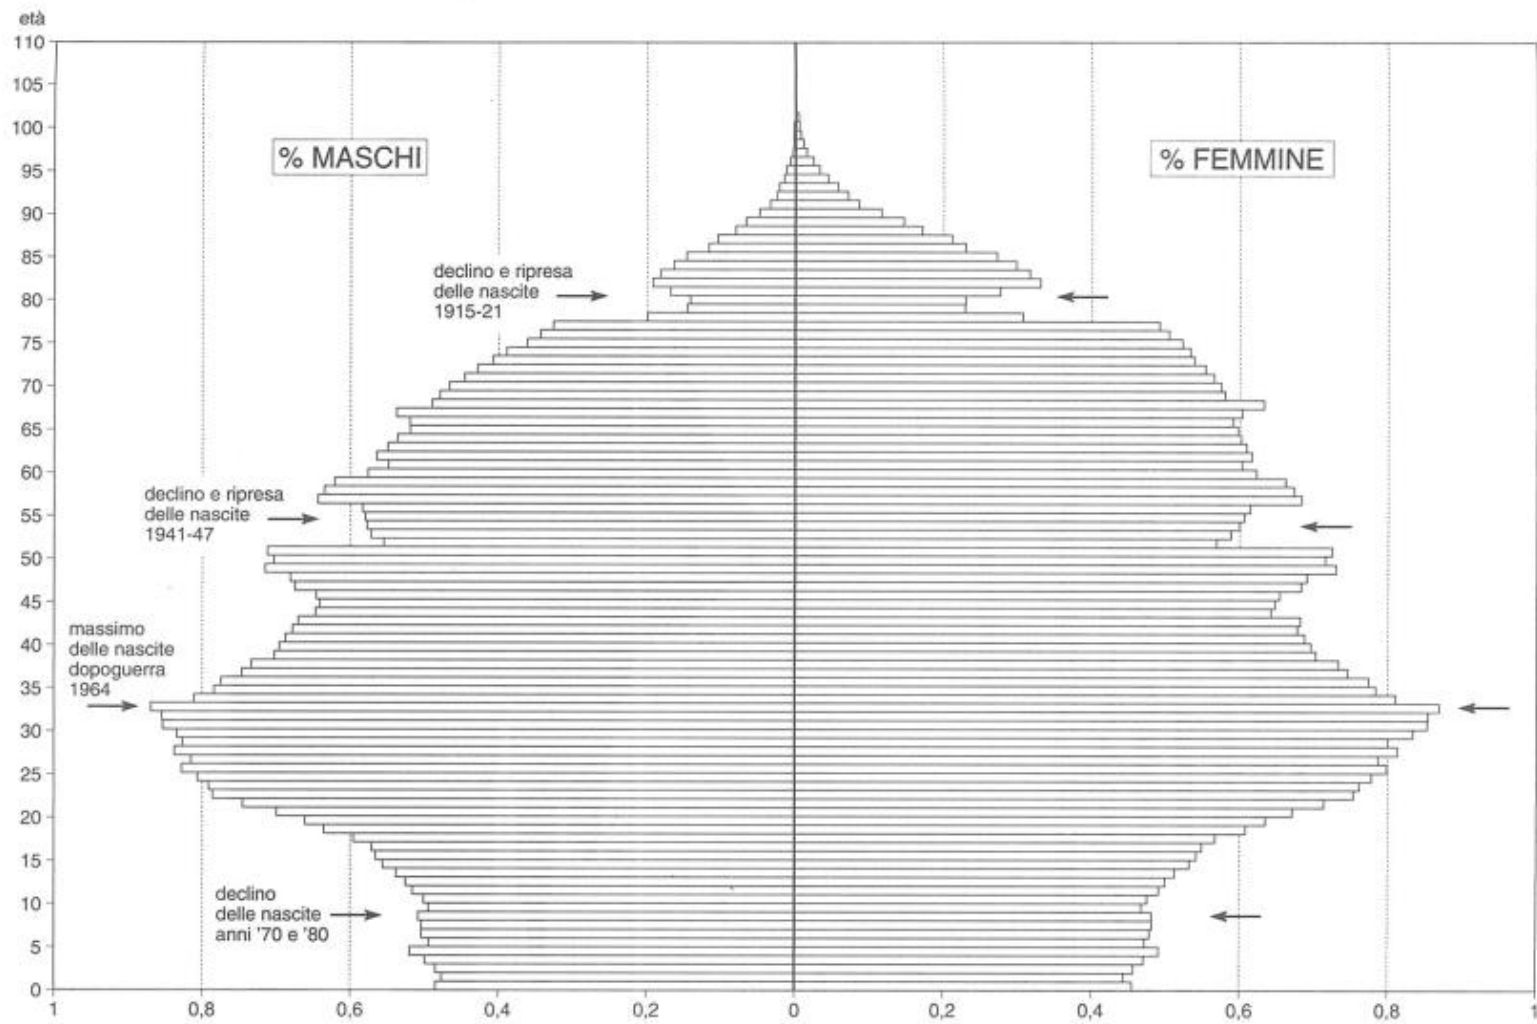 età
110
105
100
% MASCHI
% FEMMINE
95
90
85
declino e ripresa
delle nascite
1915-21
80
75
70
65
60
declino e ripresa
delle nascite
1941-47
55
50
45
massimo
delle nascite
dopoguerra
1964
40
35
30
25
20
15
declino
delle nascite
anni '70 e '80
10
5
0
1 0,8 0,6 0,4 0,2 0 0,2 0,4 0,6 0,8 1